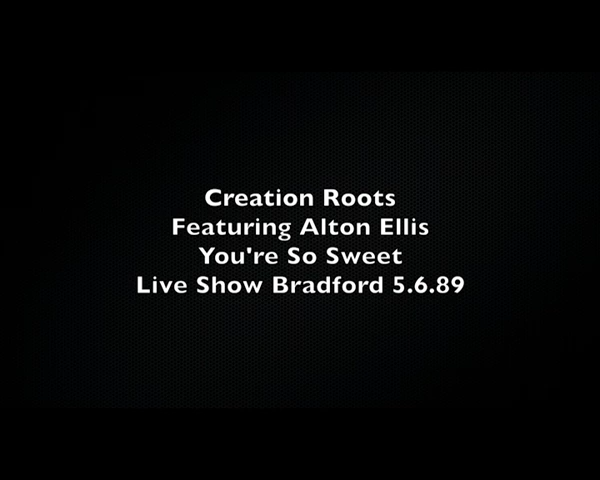 Creation Roots
Featuring Alton Ellis
You're So Sweet
Live Show Bradford 5.6.89